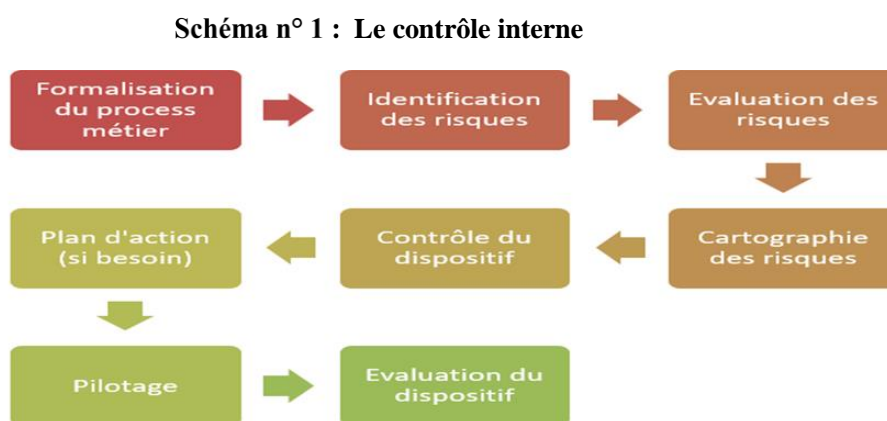 Schéma n° 1 : Le contrôle interne
Formalisation
du process
métier
Identification
des risques
Evaluation des
risques
Cartographie
des risques
Contrôle du
dispositif
Plan d'action
(si besoin)
Pilotage
Evaluation du
dispositif